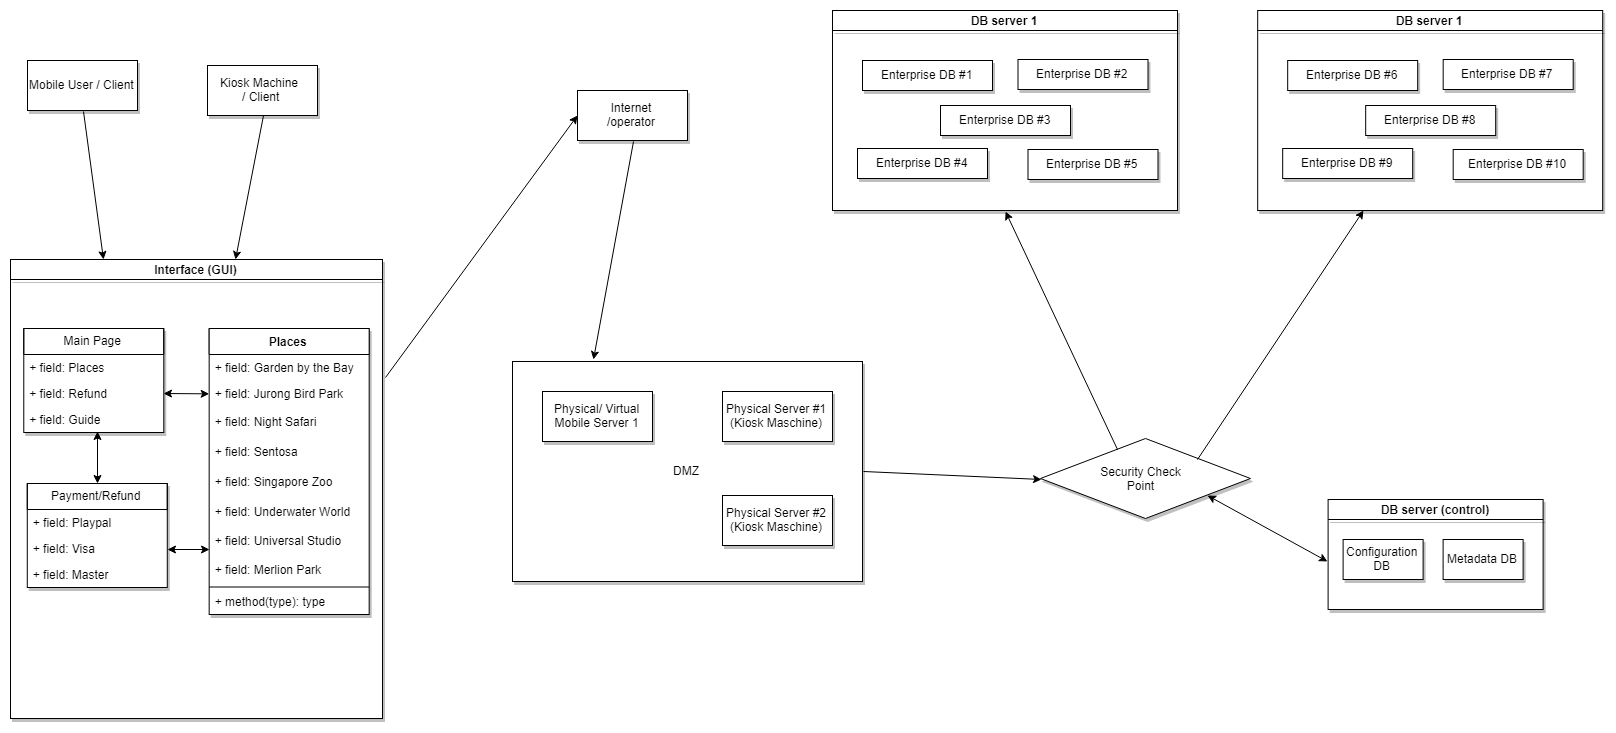 Mobile User / Client
Kiosk Machine
/ Client
Interface (GUI)
Main Page
+ field: Places
+ field: Refund
+ field: Guide
Payment/Refund
+ field: Playpal
+ field: Visa
+ field: Master
Places
+ field: Garden by the Bay
+ field: Jurong Bird Park
+ field: Night Safari
+ field: Sentosa
+ field: Singapore Zoo
+ field: Underwater World
+ field: Universal Studio
+ field: Merlion Park
+ method(type): type
Internet
/operator
Physical/ Virtual
Mobile Server 1
Physical Server #1
(Kiosk Maschine)
DMZ
Physical Server #2
(Kiosk Maschine)
DB server 1
Enterprise DB #1
Enterprise DB #2
Enterprise DB #3
Enterprise DB #4
Enterprise DB #5
DB server 1
Enterprise DB #6
Enterprise DB #7
Enterprise DB #8
Enterprise DB #9
Enterprise DB #10
Security Check
Point
DB server (control)
Configuration
DB
Metadata DB